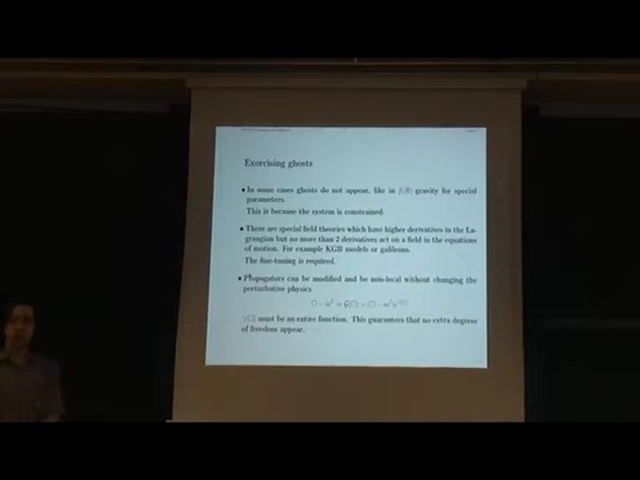 Exorcising ghosts
• In some cases ghosts do not appear, like in f(R) gravity for special
parameters.
This is because the system is constrained.
• There are special field theories which have higher derivatives in the La-
grangian but no more than 2 derivatives act on a field in the equations
of motion. For example KGB models or galileons.
The fine-tuning is required.
• Propagators can be modified and be non-local without changing the
perturbative physics
must be an entire function. This guarantees that no extra degrees
of freedom appear.